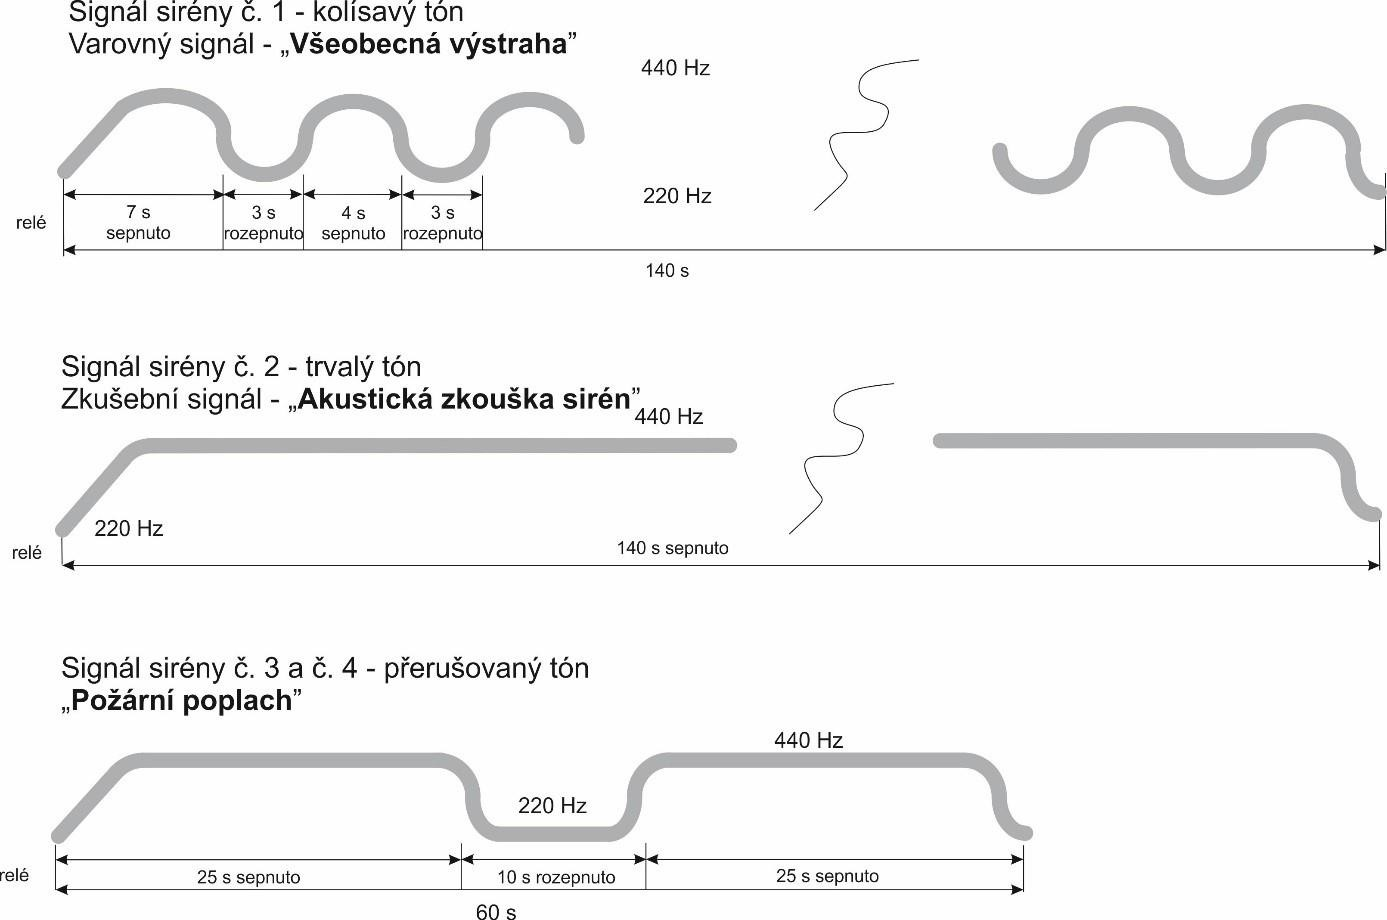 Signál sirény č. 1 - kolísavý tón
Varovný signál - „Všeobecná výstraha”
440 Hz
220 Hz
7 s
sepnuto
3 s
rozepnuto
4 s
sepnuto
3 s
rozepnuto
relé
140 s
Signál sirény č. 2 - trvalý tón
Zkušební signál - „Akustická zkouška sirén”
440 Hz
220 Hz
relé
140 s sepnuto
Signál sirény č. 3 a č. 4 - přerušovaný tón
„Požární poplach”
440 Hz
220 Hz
relé
25 s sepnuto
10 s rozepnuto
25 s sepnuto
60 s